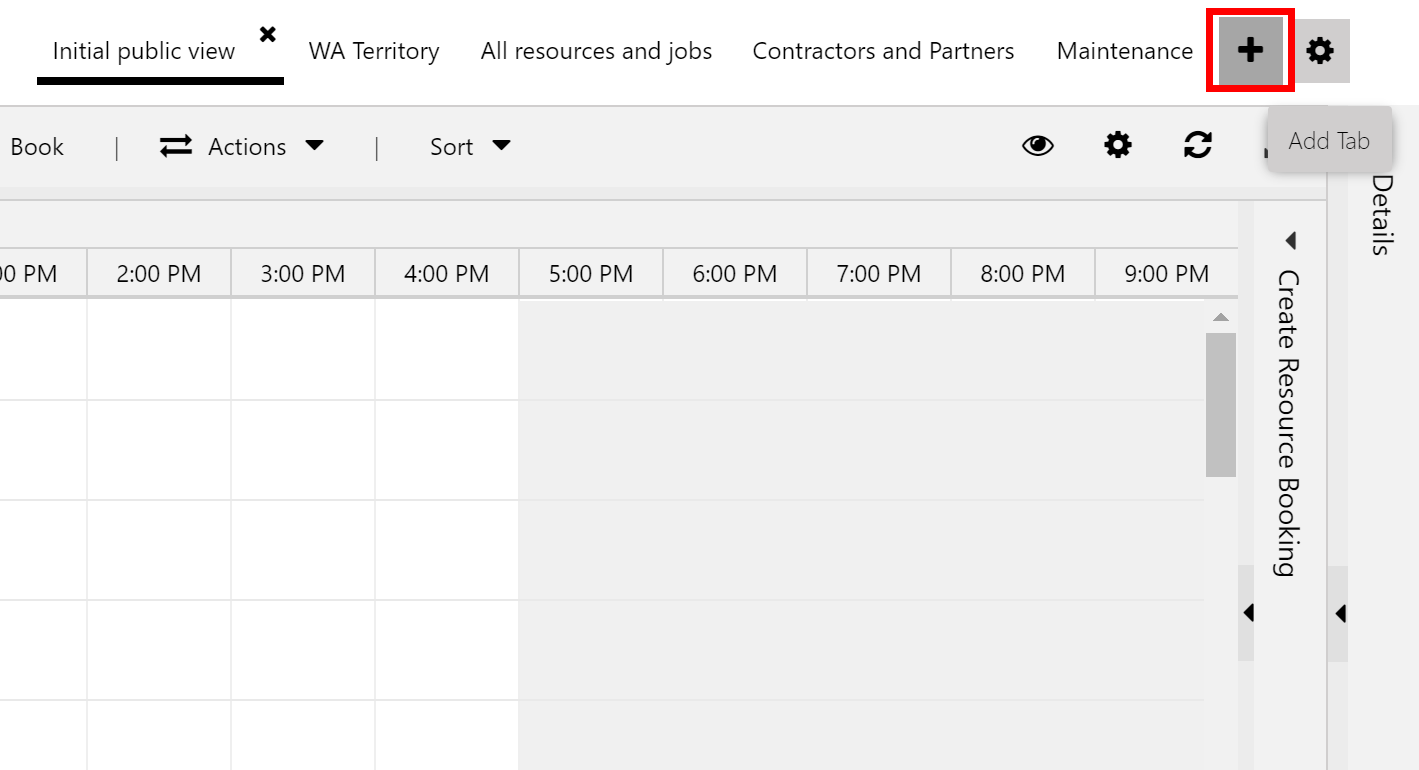 Initial public view WA Territory All resources and jobs Contractors and Partners Maintenance
Add Tab
Book | Actions | Sort
Details
00 PM 2:00 PM 3:00 PM 4:00 PM 5:00 PM 6:00 PM 7:00 PM 8:00 PM 9:00 PM
Create Resource Booking